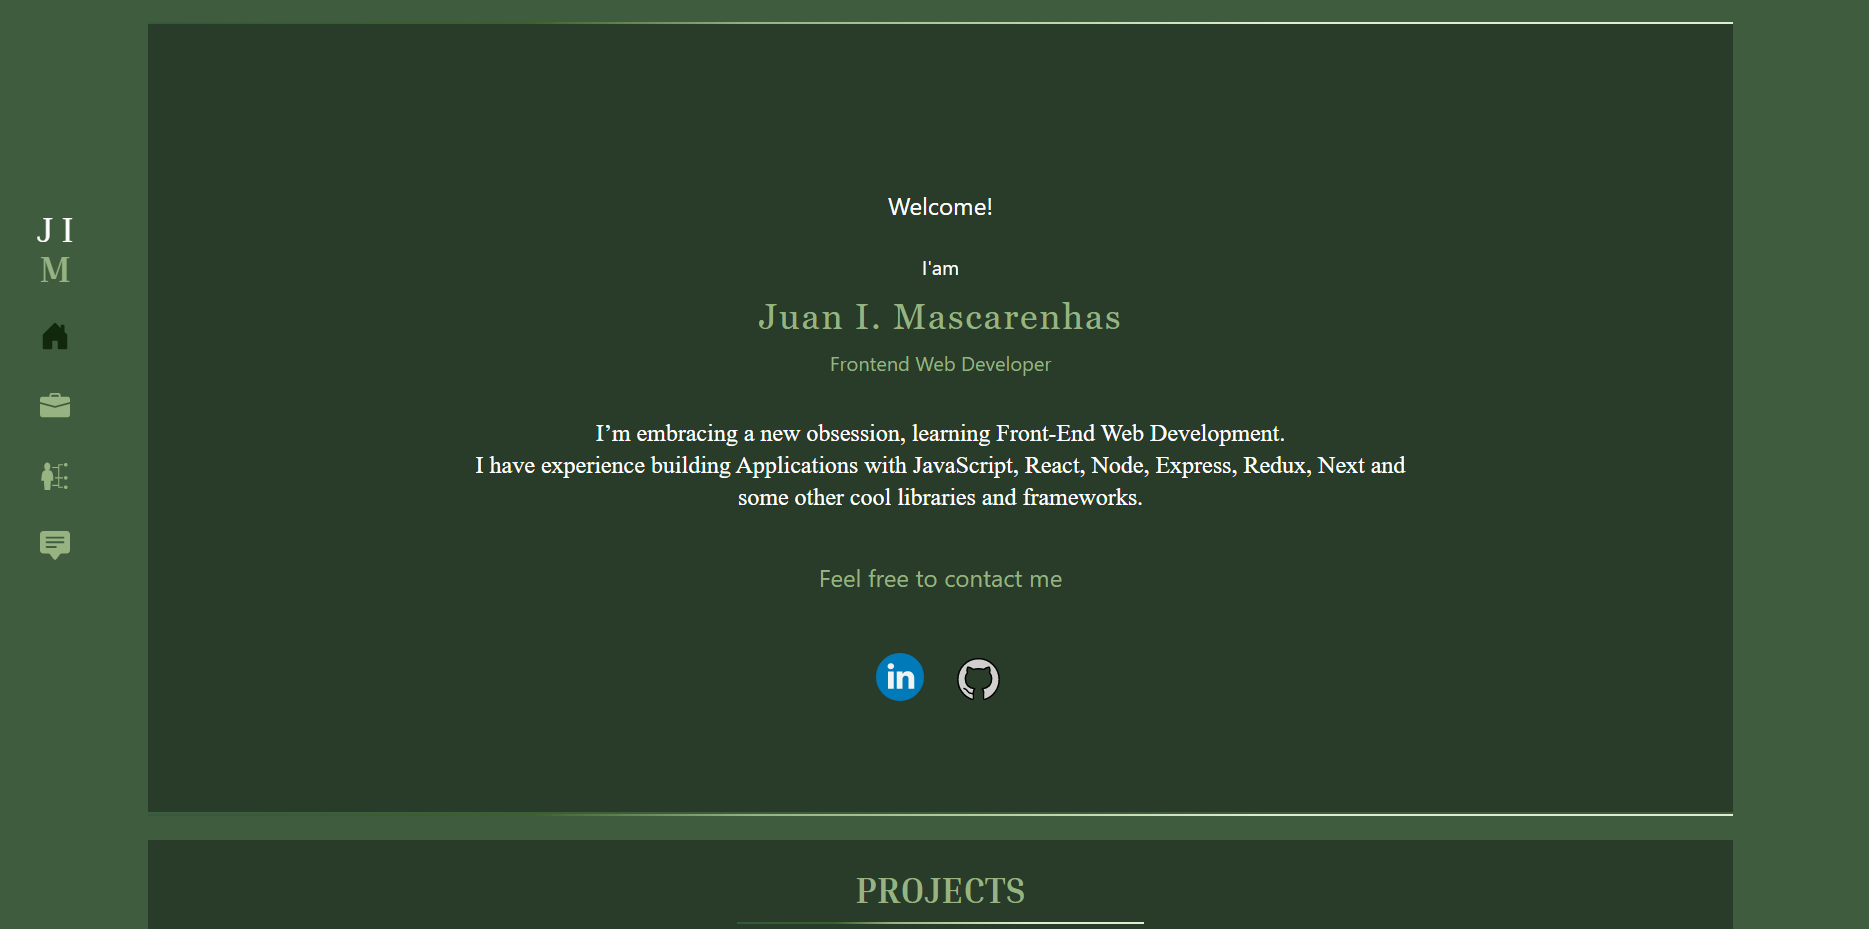 J I
M
Welcome!
I'am
Juan I. Mascarenhas
Frontend Web Developer
I’m embracing a new obsession, learning Front-End Web Development.
I have experience building Applications with JavaScript, React, Node, Express, Redux, Next and
some other cool libraries and frameworks.
Feel free to contact me
in
PROJECTS